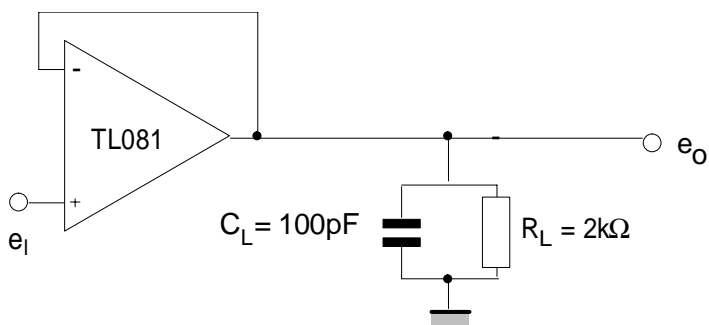 -
TL081
+
e_I
e_o
C_L = 100pF
R_L = 2kΩ